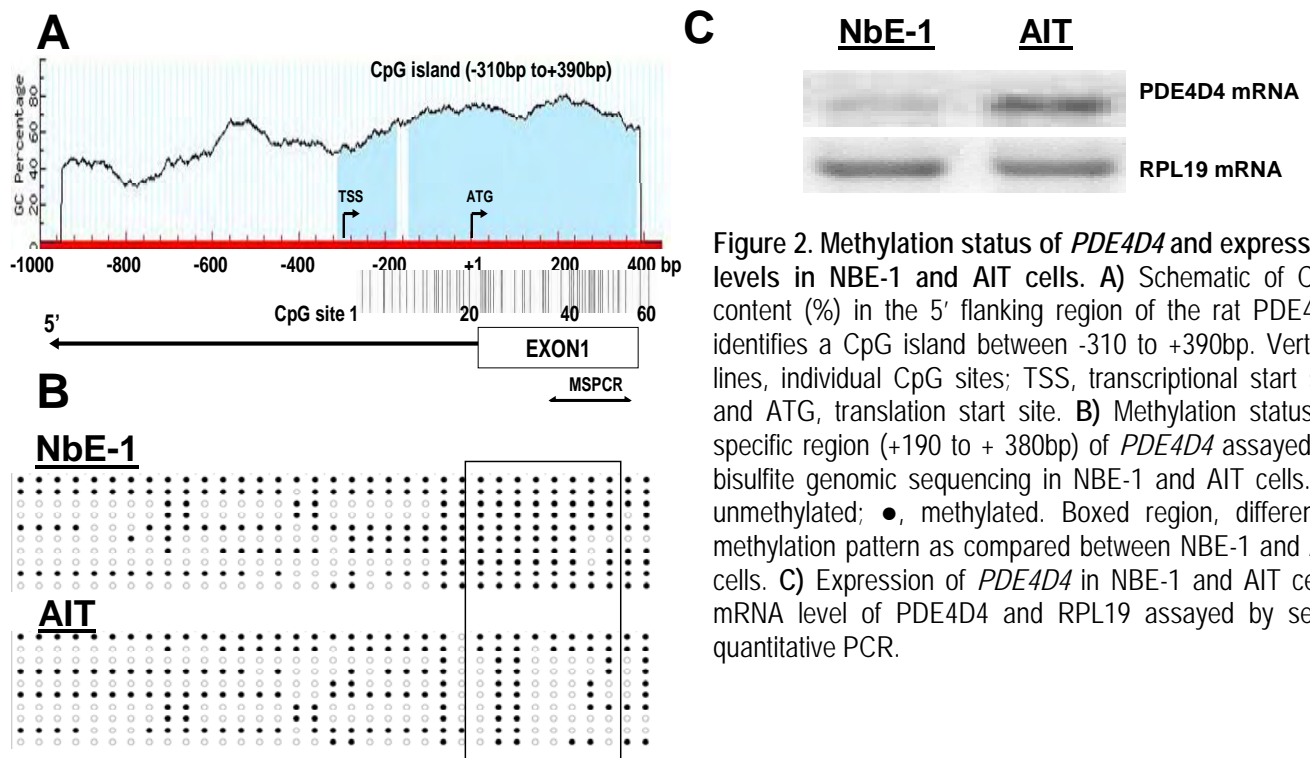 A
CpG island (-310bp to+390bp)
GC Percentage
0 20 40 60 80
TSS
ATG
-1000 -800 -600 -400 -200 +1 200 400 bp
CpG site 1 20 40 60
5′
EXON1
MSPCR
B
NbE-1
AIT
C
NbE-1 AIT
PDE4D4 mRNA
RPL19 mRNA
Figure 2. Methylation status of PDE4D4 and express
levels in NBE-1 and AIT cells. A) Schematic of C
content (%) in the 5′ flanking region of the rat PDE4
identifies a CpG island between -310 to +390bp. Vert
lines, individual CpG sites; TSS, transcriptional start
and ATG, translation start site. B) Methylation status
specific region (+190 to + 380bp) of PDE4D4 assayed
bisulfite genomic sequencing in NBE-1 and AIT cells.
unmethylated; ●, methylated. Boxed region, differen
methylation pattern as compared between NBE-1 and
cells. C) Expression of PDE4D4 in NBE-1 and AIT ce
mRNA level of PDE4D4 and RPL19 assayed by se
quantitative PCR.